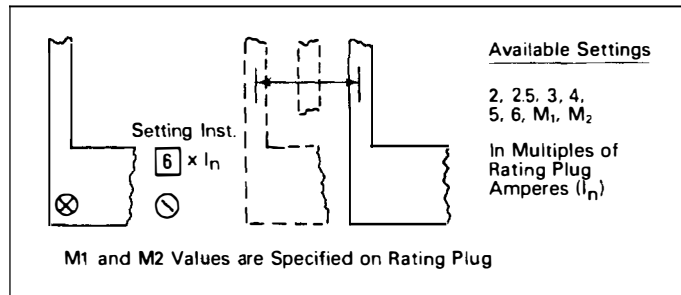 Available Settings
2, 2.5, 3, 4,
5, 6, M₁, M₂
In Multiples of
Rating Plug
Amperes (Iₙ)
Setting Inst.
6 × Iₙ
M1 and M2 Values are Specified on Rating Plug